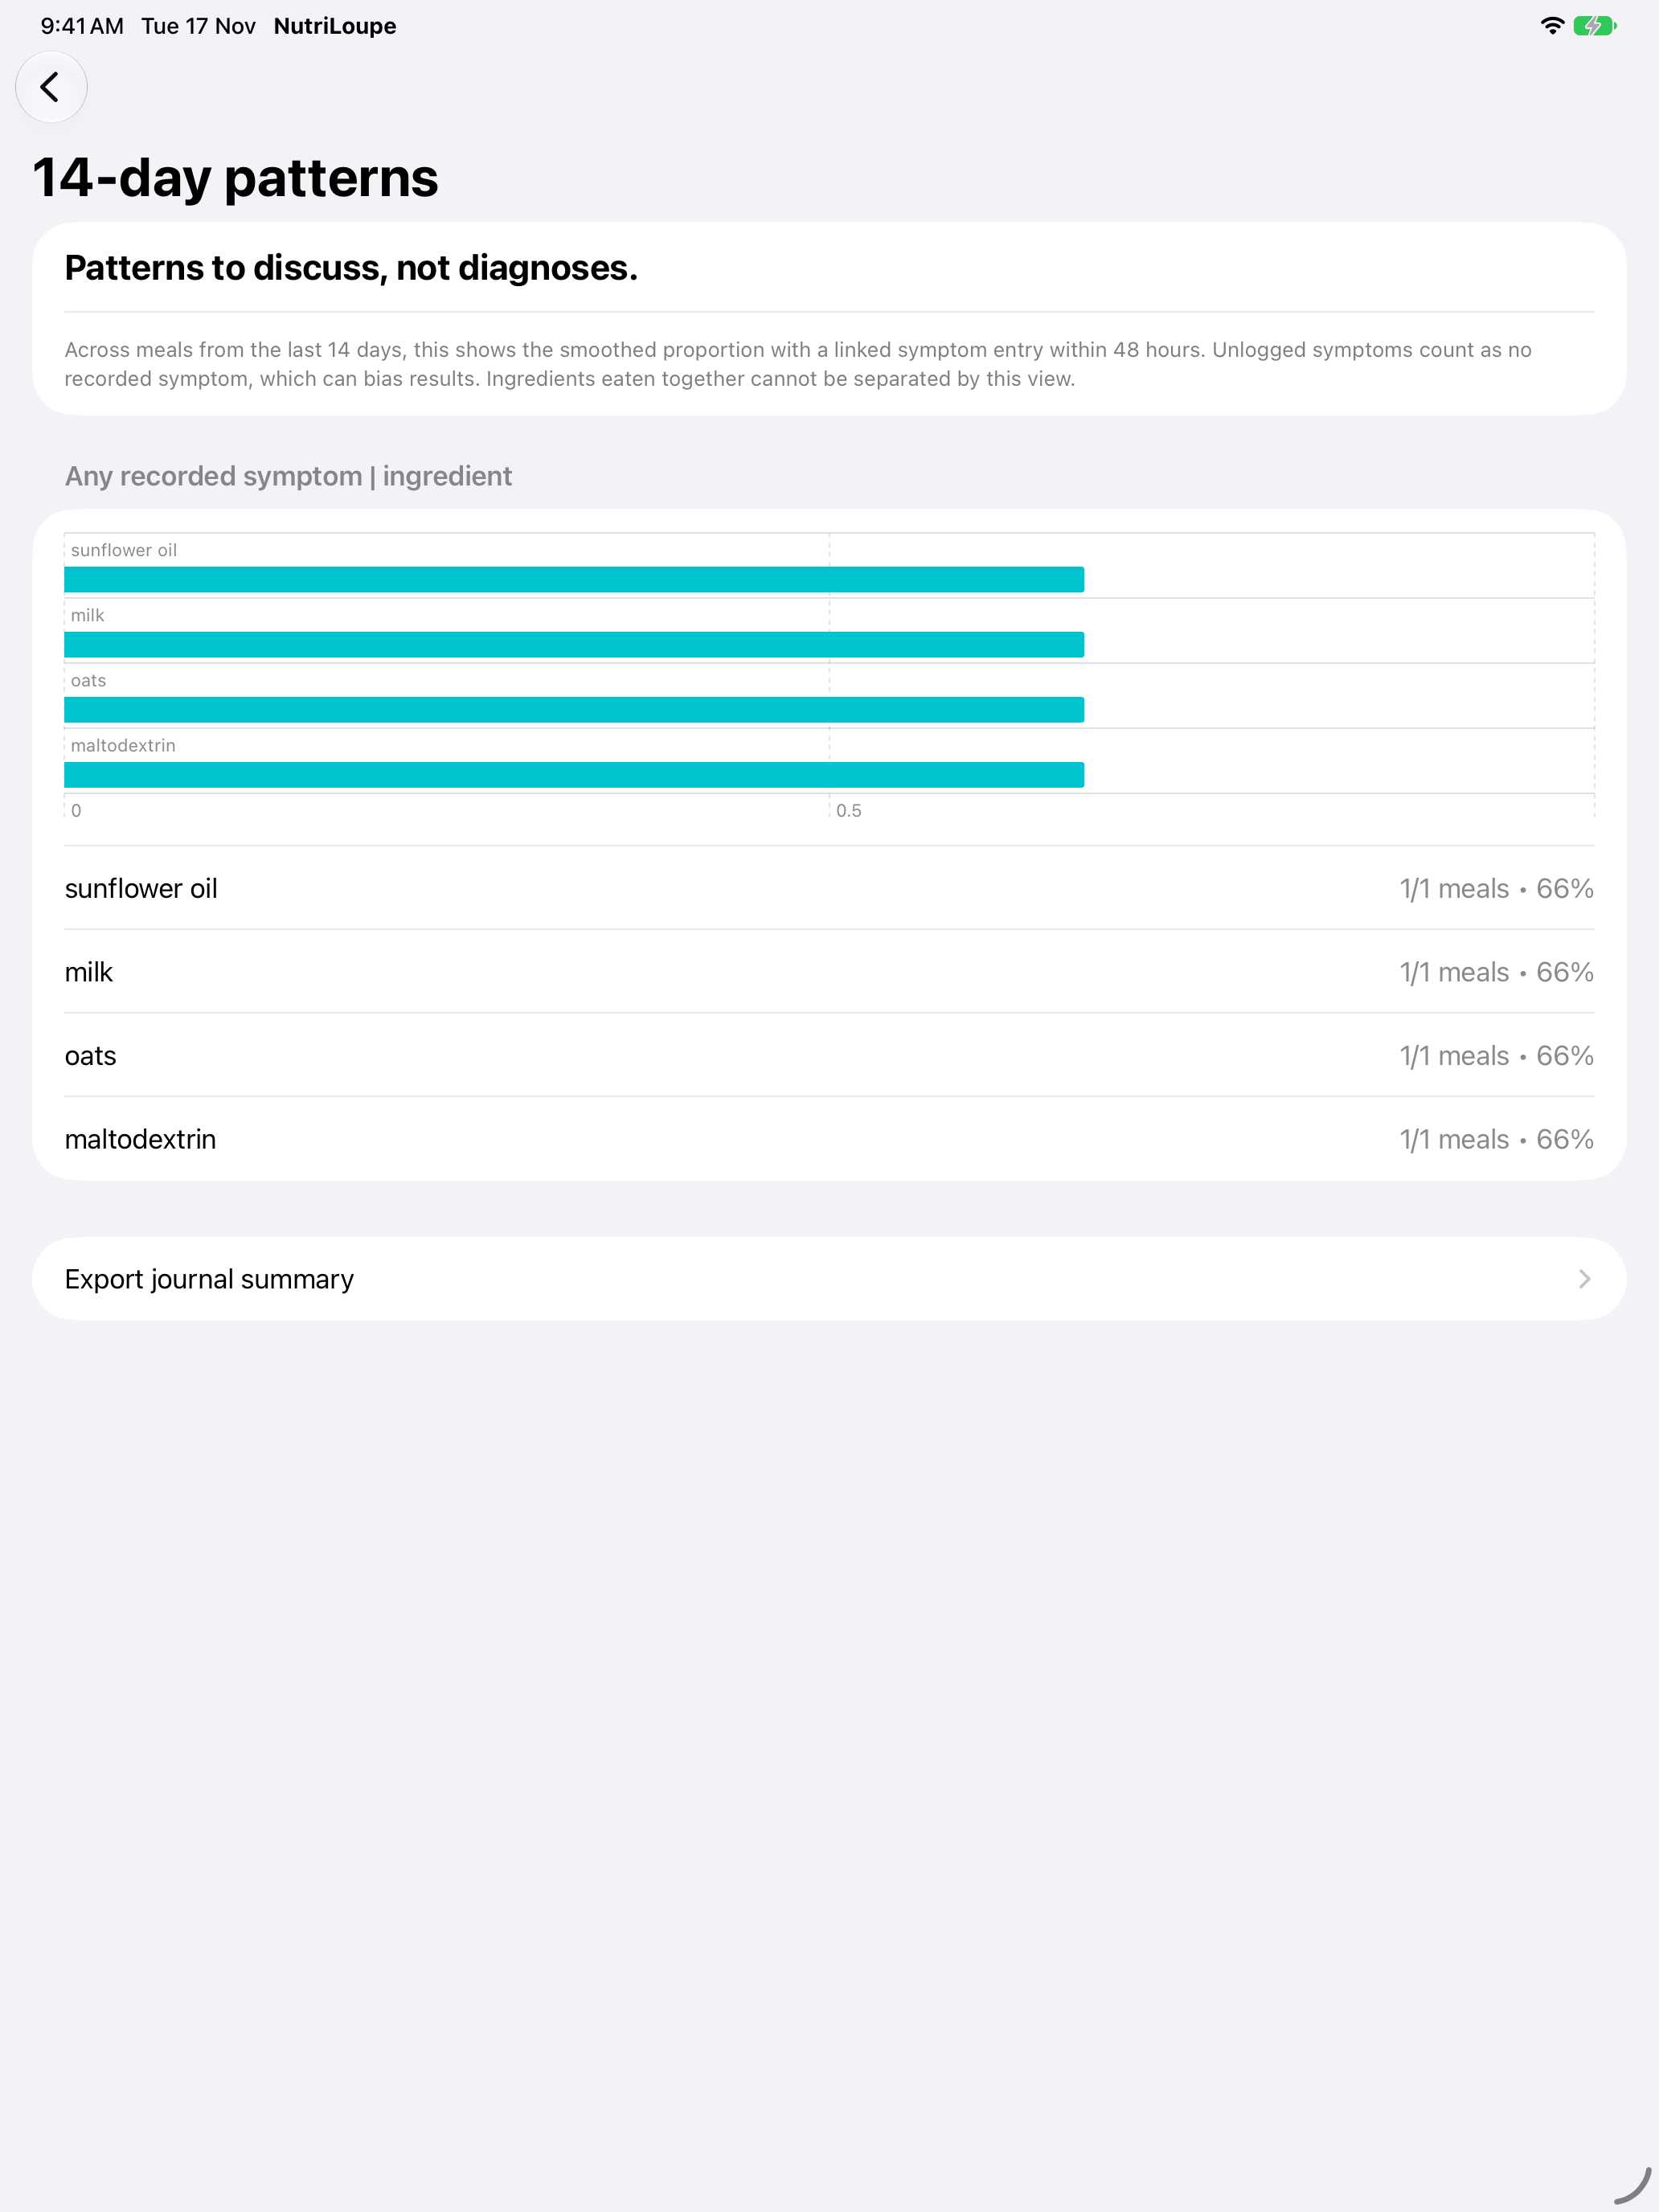 9:41 AM Tue 17 Nov NutriLoupe
14-day patterns
Patterns to discuss, not diagnoses.
Across meals from the last 14 days, this shows the smoothed proportion with a linked symptom entry within 48 hours. Unlogged symptoms count as no
recorded symptom, which can bias results. Ingredients eaten together cannot be separated by this view.
Any recorded symptom | ingredient
sunflower oil
milk
oats
maltodextrin
0 0.5
sunflower oil 1/1 meals • 66%
milk 1/1 meals • 66%
oats 1/1 meals • 66%
maltodextrin 1/1 meals • 66%
Export journal summary